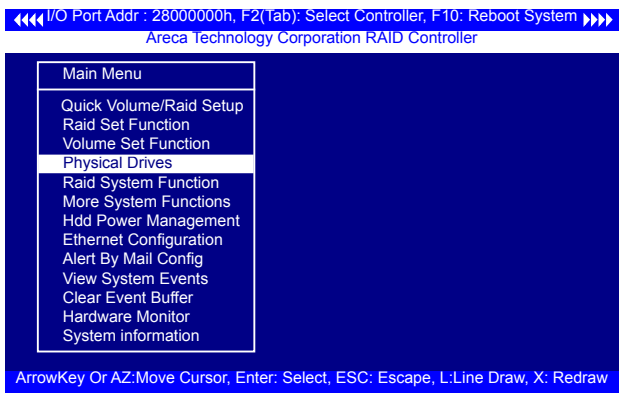 I/O Port Addr : 28000000h, F2(Tab): Select Controller, F10: Reboot System
Areca Technology Corporation RAID Controller
Main Menu
Quick Volume/Raid Setup
Raid Set Function
Volume Set Function
Physical Drives
Raid System Function
More System Functions
Hdd Power Management
Ethernet Configuration
Alert By Mail Config
View System Events
Clear Event Buffer
Hardware Monitor
System information
ArrowKey Or AZ:Move Cursor, Enter: Select, ESC: Escape, L:Line Draw, X: Redraw